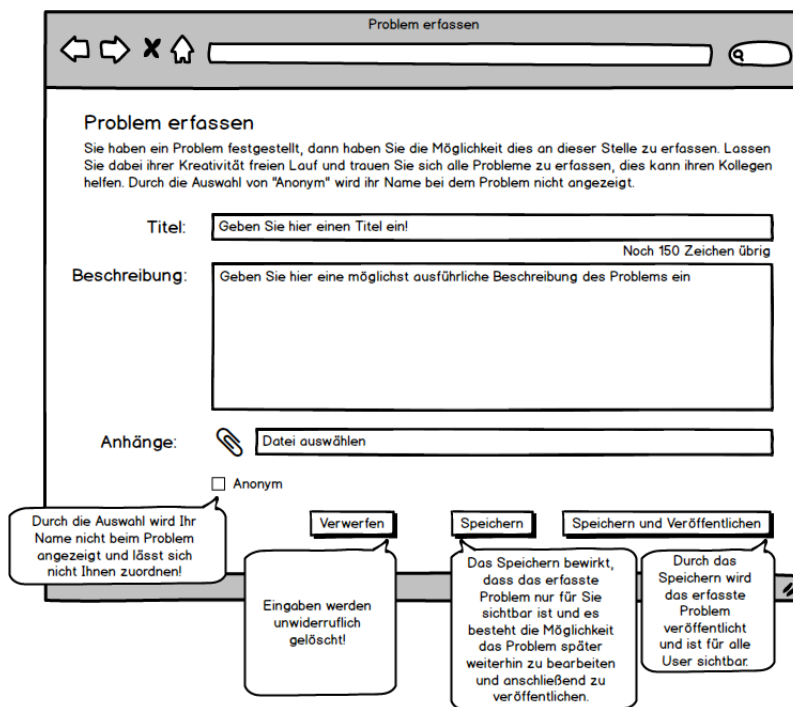 Problem erfassen
Problem erfassen
Sie haben ein Problem festgestellt, dann haben Sie die Möglichkeit dies an dieser Stelle zu erfassen. Lassen
Sie dabei ihrer Kreativität freien Lauf und trauen Sie sich alle Probleme zu erfassen, dies kann ihren Kollegen
helfen. Durch die Auswahl von "Anonym" wird ihr Name bei dem Problem nicht angezeigt.
Titel:
Geben Sie hier einen Titel ein!
Noch 150 Zeichen übrig
Beschreibung:
Geben Sie hier eine möglichst ausführliche Beschreibung des Problems ein
Anhänge:
Datei auswählen
Anonym
Durch die Auswahl wird Ihr
Name nicht beim Problem
angezeigt und lässt sich
nicht Ihnen zuordnen!
Verwerfen
Speichern
Speichern und Veröffentlichen
Eingaben werden
unwiderruflich
gelöscht!
Das Speichern bewirkt,
dass das erfasste
Problem nur für Sie
sichtbar ist und es
besteht die Möglichkeit
das Problem später
weiterhin zu bearbeiten
und anschließend zu
veröffentlichen.
Durch das
Speichern wird
das erfasste
Problem
veröffentlicht
und ist für alle
User sichtbar.